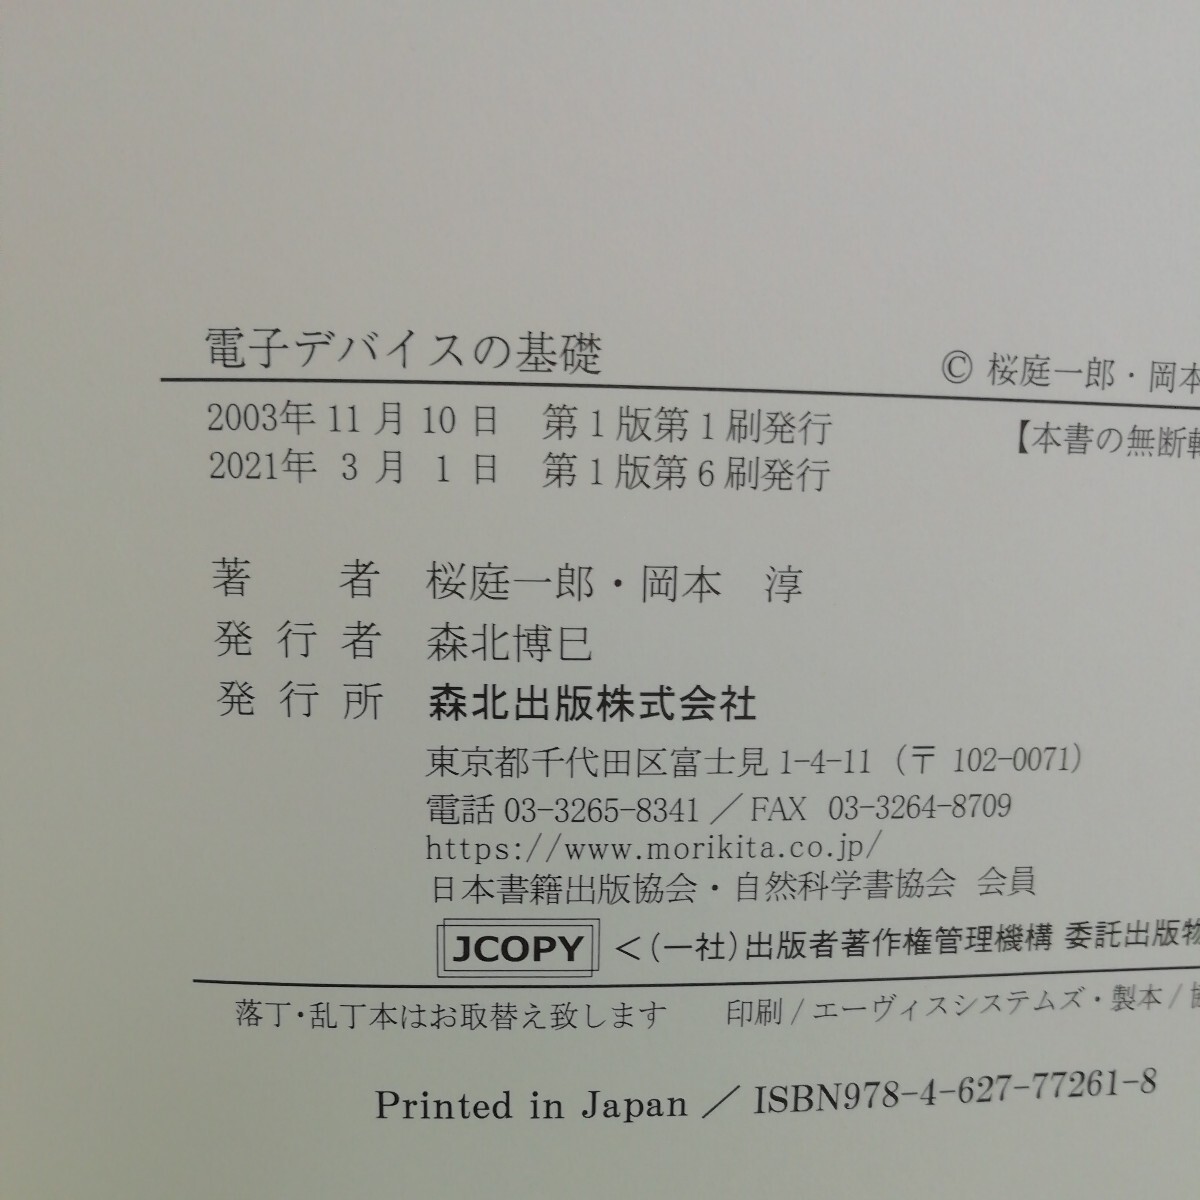 電子デバイスの基礎
© 桜庭一郎・岡本
2003年 11 月 10 日 第 1 版第 1 刷発行
【本書の無断転
2021年 3 月 1 日 第 1 版第 6 刷発行
著者 桜庭一郎・岡本 淳
発行者 森北博巳
発行所 森北出版株式会社
東京都千代田区富士見 1-4-11 (〒 102-0071)
電話 03-3265-8341 / FAX 03-3264-8709
https://www.morikita.co.jp/
日本書籍出版協会・自然科学書協会 会員
JCOPY <(一社)出版者著作権管理機構 委託出版物
落丁・乱丁本はお取替え致します 印刷/エーヴィスシステムズ・製本/協
Printed in Japan / ISBN978-4-627-77261-8